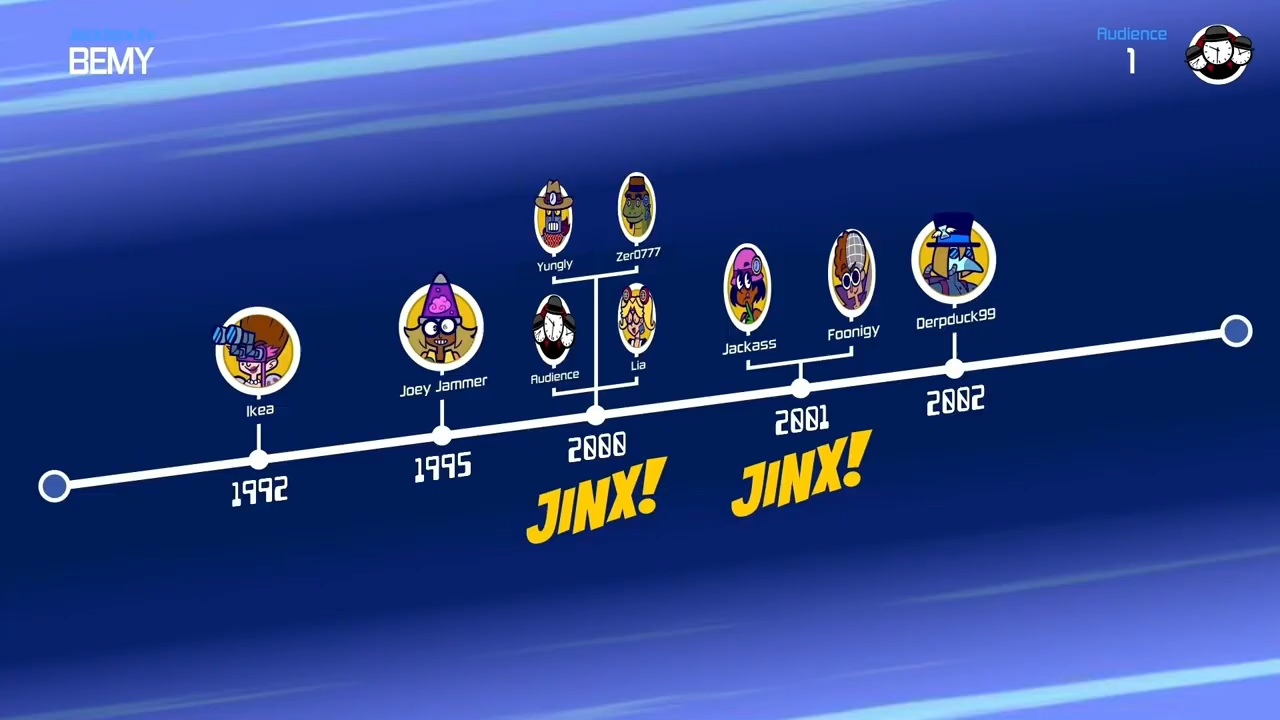 BEMY
Audience
1
Yungly
Zer0777
Audience
Lia
Jackass
Foonigy
Derpduck99
Joey Jammer
Ikea
1992
1995
2000
2001
2002
JINX!
JINX!